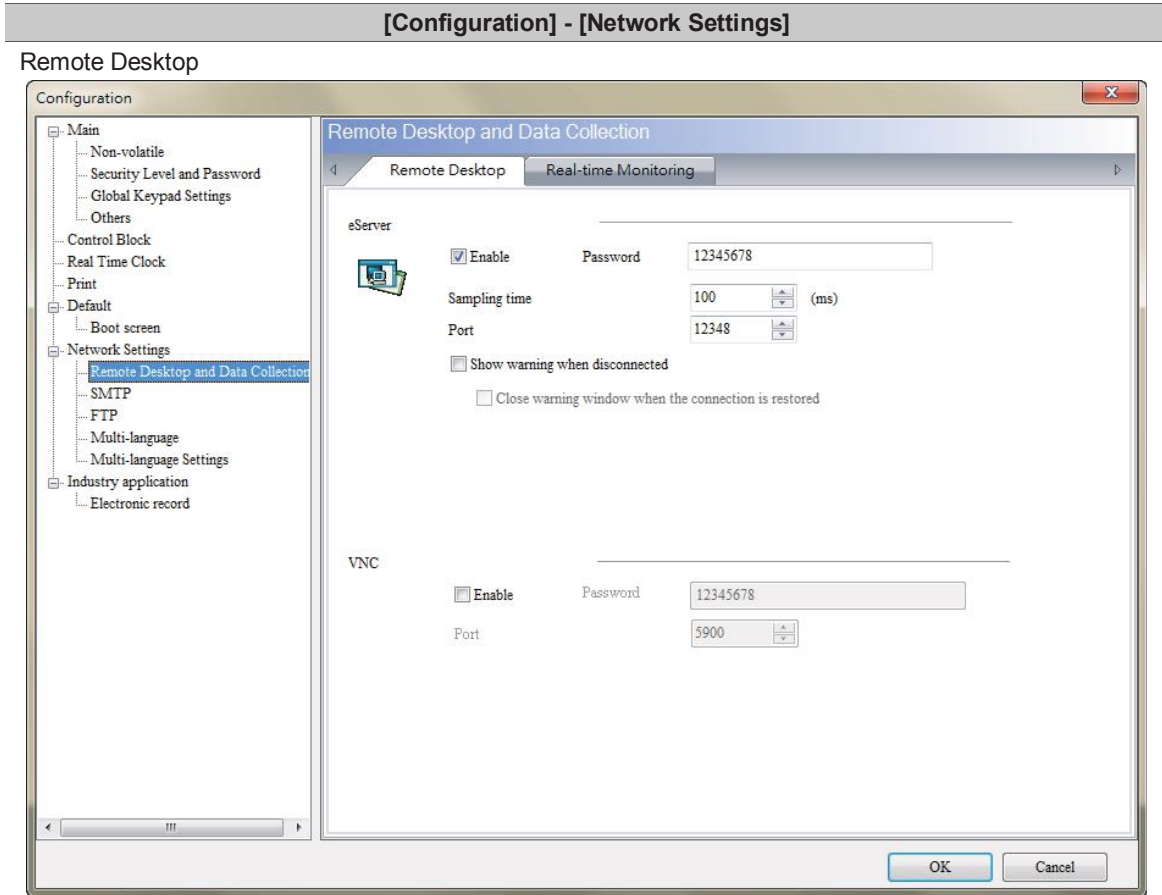 [Configuration] - [Network Settings]
Remote Desktop
Configuration
Main
Non-volatile
Security Level and Password
Global Keypad Settings
Others
Control Block
Real Time Clock
Print
Default
Boot screen
Network Settings
Remote Desktop and Data Collection
SMTP
FTP
Multi-language
Multi-language Settings
Industry application
Electronic record
Remote Desktop and Data Collection
Remote Desktop Real-time Monitoring
eServer
Enable Password 12345678
Sampling time 100 (ms)
Port 12348
Show warning when disconnected
Close warning window when the connection is restored
VNC
Enable Password 12345678
Port 5900
OK Cancel